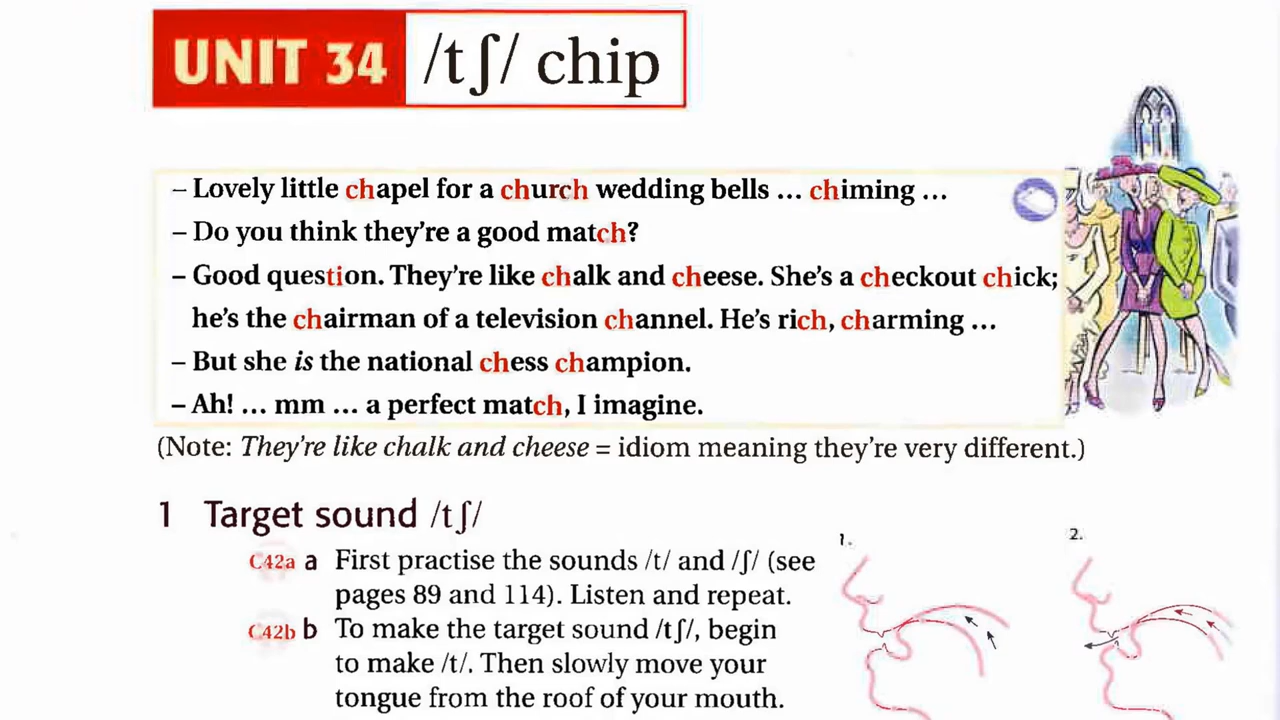 UNIT 34 /tʃ/ chip
– Lovely little chapel for a church wedding bells ... chiming ...
– Do you think they're a good match?
– Good question. They're like chalk and cheese. She's a checkout chick;
he's the chairman of a television channel. He's rich, charming ...
– But she is the national chess champion.
– Ah! ... mm ... a perfect match, I imagine.
(Note: They're like chalk and cheese = idiom meaning they're very different.)
1 Target sound /tʃ/
C42a a First practise the sounds /t/ and /ʃ/ (see
pages 89 and 114). Listen and repeat.
C42b b To make the target sound /tʃ/, begin
to make /t/. Then slowly move your
tongue from the roof of your mouth.
1.
2.